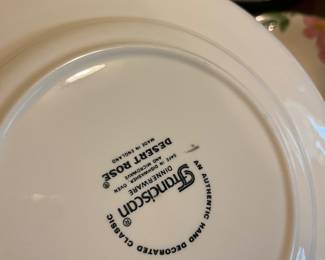 Franciscan®
DINNERWARE
SAFE IN DISHWASHER
AND MICROWAVE OVEN
DESERT ROSE®
MADE IN ENGLAND
AN AUTHENTIC HAND DECORATED CLASSIC